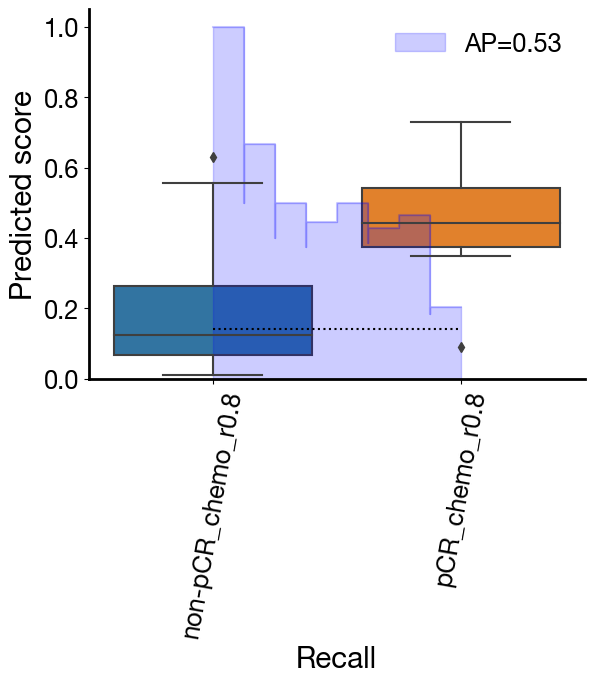 AP=0.53
Predicted score
1.0
0.8
0.6
0.4
0.2
0.0
non-pCR_chemo_r0.8
pCR_chemo_r0.8
Recall